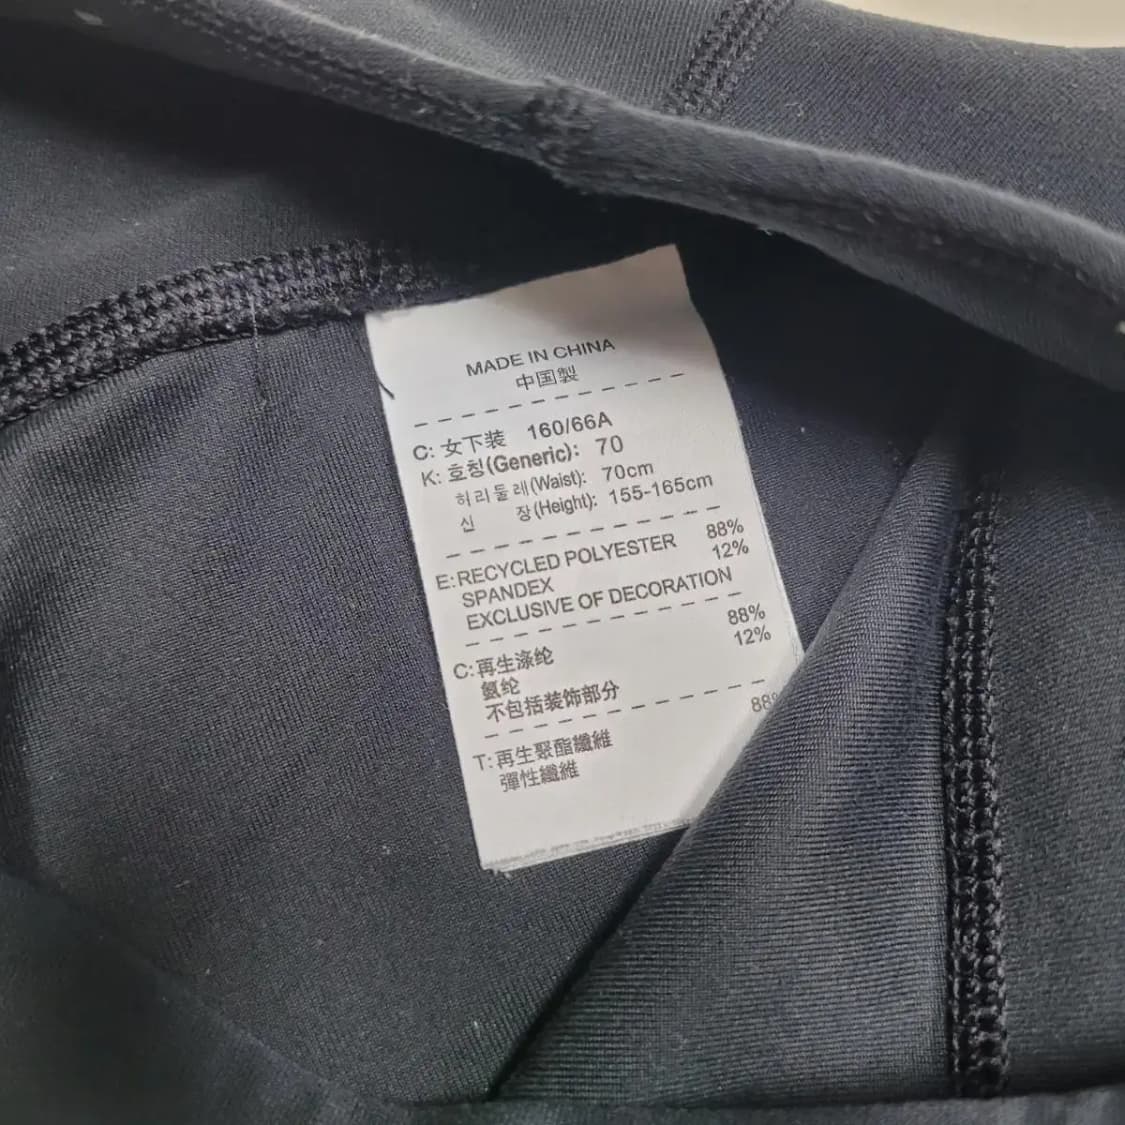 MADE IN CHINA
中国製
C: 女下装 160/66A
K: 호칭(Generic): 70
허리둘레(Waist): 70cm
신 장(Height): 155-165cm
E: RECYCLED POLYESTER 88%
SPANDEX 12%
EXCLUSIVE OF DECORATION
C: 再生涤纶 88%
氨纶 12%
不包括装饰部分
T: 再生聚酯纖維 88%
彈性纖維